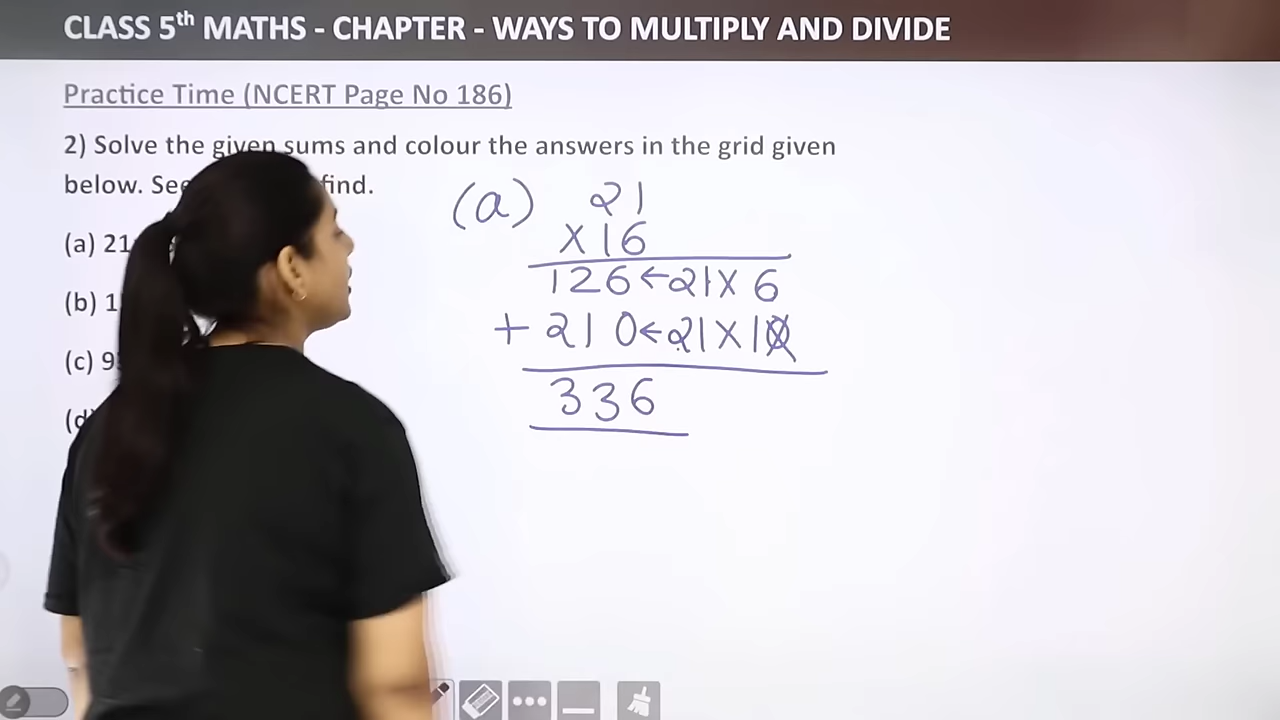 CLASS 5th MATHS - CHAPTER - WAYS TO MULTIPLY AND DIVIDE
Practice Time (NCERT Page No 186)
2) Solve the given sums and colour the answers in the grid given
below. find.
(a) 21
(b) 1
(c) 9
(d)
(a) 21
×16
126←21×6
+ 210←21×10
336